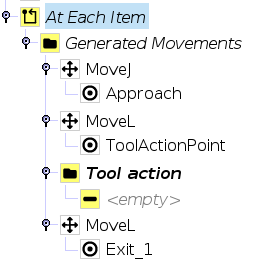 At Each Item
Generated Movements
MoveJ
Approach
MoveL
ToolActionPoint
Tool action
<empty>
MoveL
Exit_1